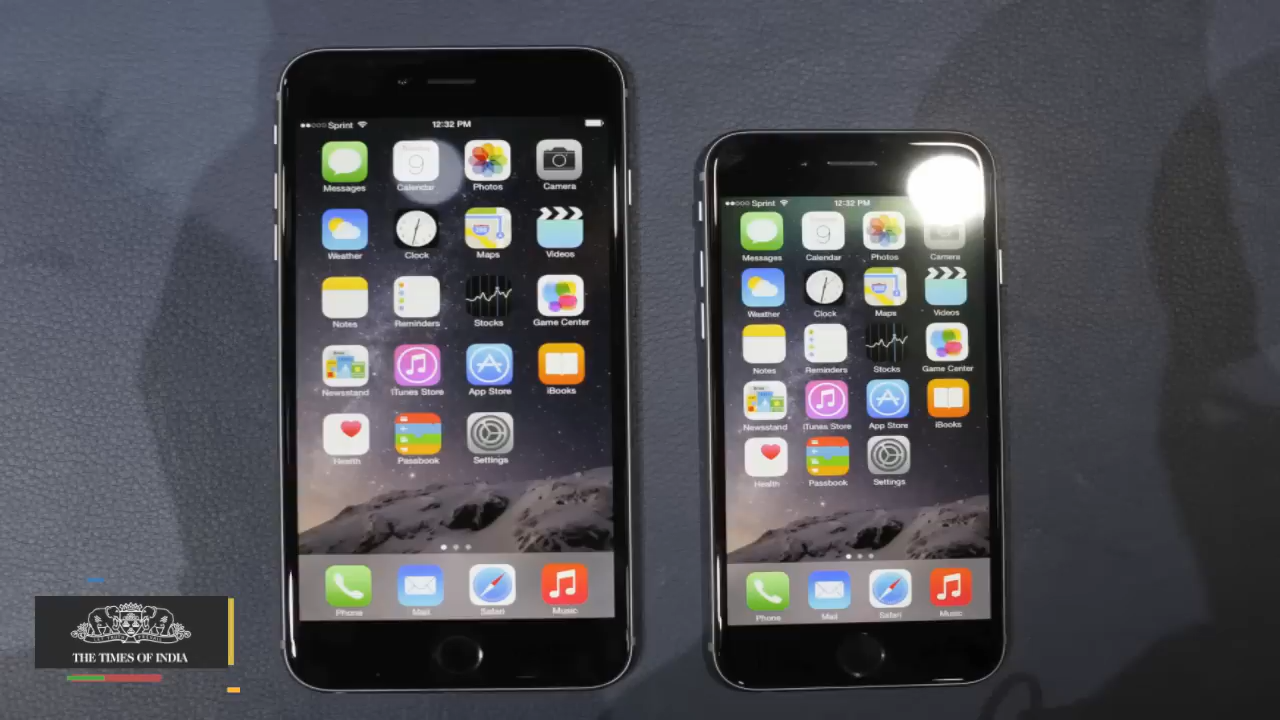 Sprint 12:32 PM
9
Messages Calendar Photos Camera
Weather Clock Maps Videos
Notes Reminders Stocks Game Center
Newsstand iTunes Store App Store iBooks
Health Passbook Settings
Phone Mail Safari Music
Sprint 12:32 PM
9
Messages Calendar Photos Camera
Weather Clock Maps Videos
Notes Reminders Stocks Game Center
Newsstand iTunes Store App Store iBooks
Health Passbook Settings
Phone Mail Safari Music
THE TIMES OF INDIA